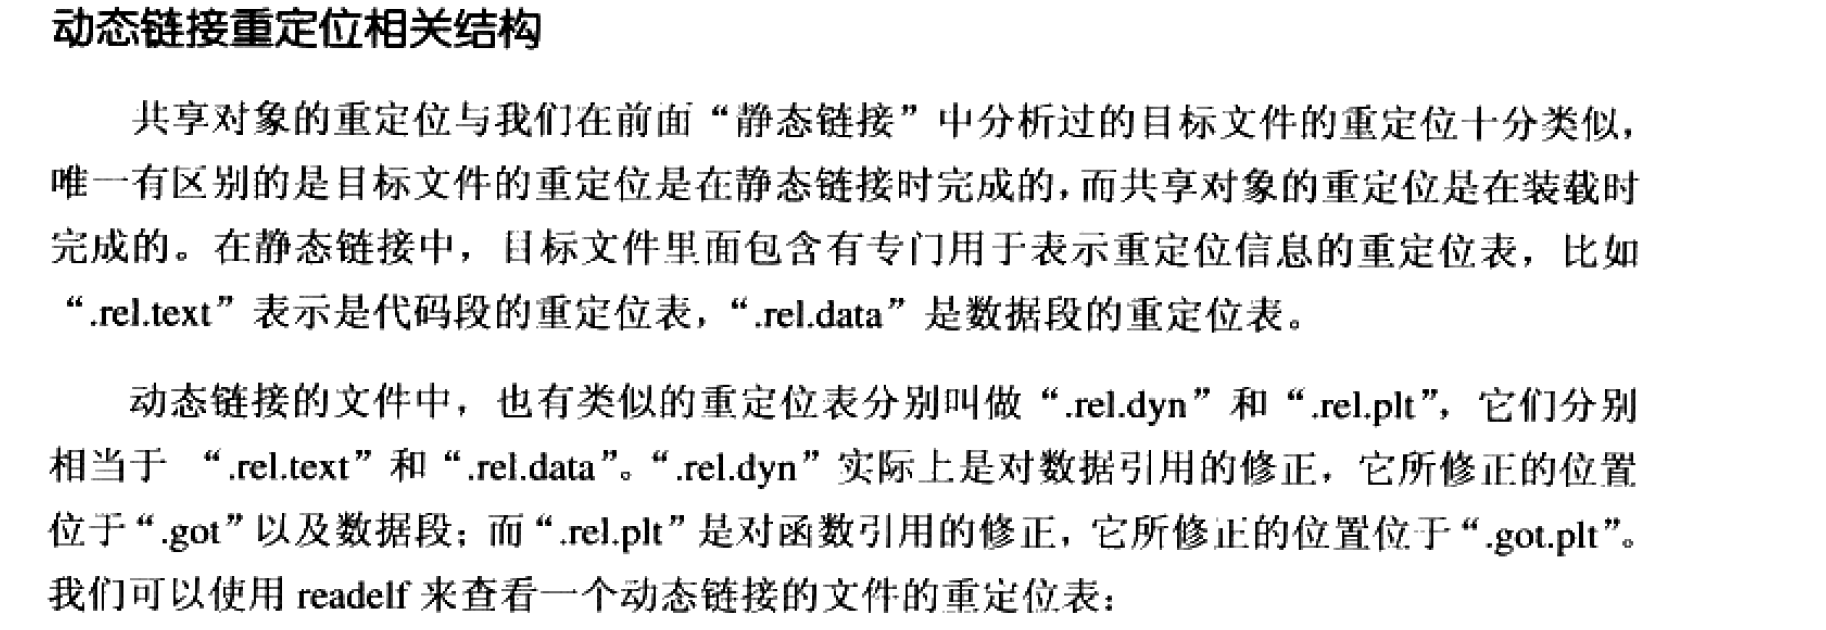 动态链接重定位相关结构
共享对象的重定位与我们在前面“静态链接”中分析过的目标文件的重定位十分类似，
唯一有区别的是目标文件的重定位是在静态链接时完成的，而共享对象的重定位是在装载时
完成的。在静态链接中，目标文件里面包含有专门用于表示重定位信息的重定位表，比如
“.rel.text”表示是代码段的重定位表，“.rel.data”是数据段的重定位表。
动态链接的文件中，也有类似的重定位表分别叫做“.rel.dyn”和“.rel.plt”，它们分别
相当于 “.rel.text”和“.rel.data”。“.rel.dyn”实际上是对数据引用的修正，它所修正的位置
位于“.got”以及数据段；而“.rel.plt”是对函数引用的修正，它所修正的位置位于“.got.plt”。
我们可以使用 readelf 来查看一个动态链接的文件的重定位表：